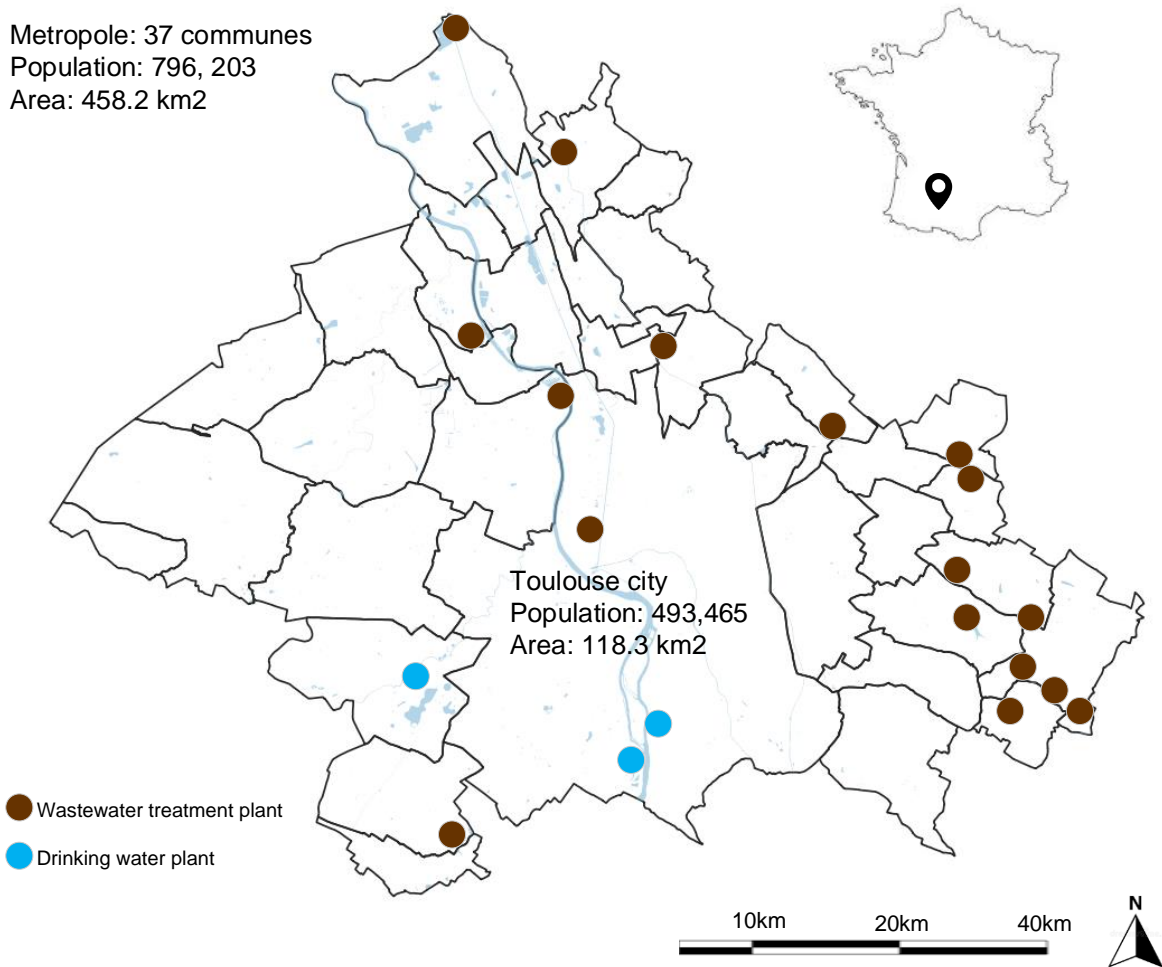 Metropole: 37 communes
Population: 796, 203
Area: 458.2 km2
Toulouse city
Population: 493,465
Area: 118.3 km2
Wastewater treatment plant
Drinking water plant
10km 20km 40km
N